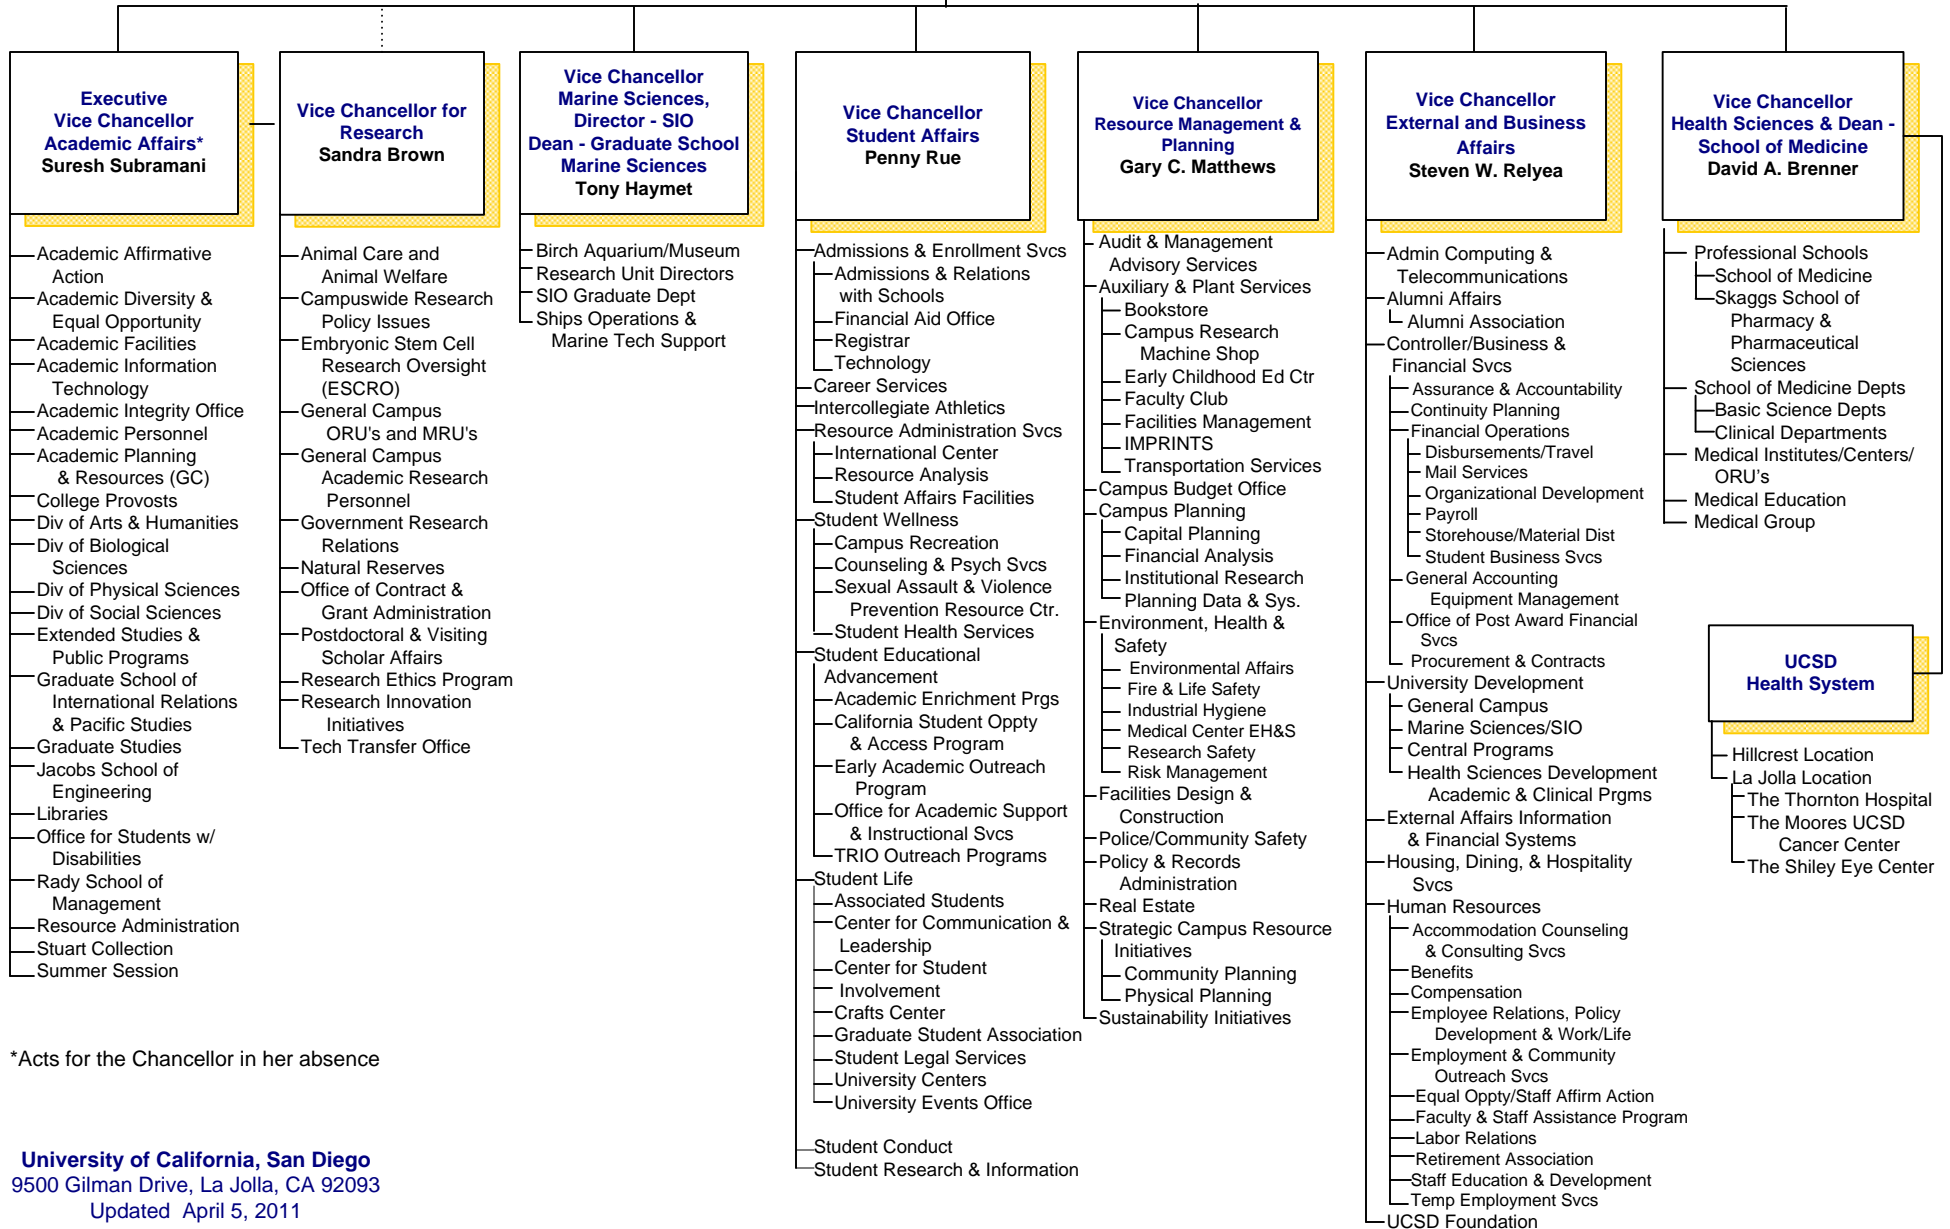 Executive
Vice Chancellor
Academic Affairs*
Suresh Subramani
Academic Affirmative
Action
Academic Diversity &
Equal Opportunity
Academic Facilities
Academic Information
Technology
Academic Integrity Office
Academic Personnel
Academic Planning
& Resources (GC)
College Provosts
Div of Arts & Humanities
Div of Biological
Sciences
Div of Physical Sciences
Div of Social Sciences
Extended Studies &
Public Programs
Graduate School of
International Relations
& Pacific Studies
Graduate Studies
Jacobs School of
Engineering
Libraries
Office for Students w/
Disabilities
Rady School of
Management
Resource Administration
Stuart Collection
Summer Session
Vice Chancellor for
Research
Sandra Brown
Animal Care and
Animal Welfare
Campuswide Research
Policy Issues
Embryonic Stem Cell
Research Oversight
(ESCRO)
General Campus
ORU's and MRU's
General Campus
Academic Research
Personnel
Government Research
Relations
Natural Reserves
Office of Contract &
Grant Administration
Postdoctoral & Visiting
Scholar Affairs
Research Ethics Program
Research Innovation
Initiatives
Tech Transfer Office
Vice Chancellor
Marine Sciences,
Director - SIO
Dean - Graduate School
Marine Sciences
Tony Haymet
Birch Aquarium/Museum
Research Unit Directors
SIO Graduate Dept
Ships Operations &
Marine Tech Support
Vice Chancellor
Student Affairs
Penny Rue
Admissions & Enrollment Svcs
Admissions & Relations
with Schools
Financial Aid Office
Registrar
Technology
Career Services
Intercollegiate Athletics
Resource Administration Svcs
International Center
Resource Analysis
Student Affairs Facilities
Student Wellness
Campus Recreation
Counseling & Psych Svcs
Sexual Assault & Violence
Prevention Resource Ctr.
Student Health Services
Student Educational
Advancement
Academic Enrichment Prgs
California Student Oppty
& Access Program
Early Academic Outreach
Program
Office for Academic Support
& Instructional Svcs
TRIO Outreach Programs
Student Life
Associated Students
Center for Communication &
Leadership
Center for Student
Involvement
Crafts Center
Graduate Student Association
Student Legal Services
University Centers
University Events Office
Student Conduct
Student Research & Information
Vice Chancellor
Resource Management &
Planning
Gary C. Matthews
Audit & Management
Advisory Services
Auxiliary & Plant Services
Bookstore
Campus Research
Machine Shop
Early Childhood Ed Ctr
Faculty Club
Facilities Management
IMPRINTS
Transportation Services
Campus Budget Office
Campus Planning
Capital Planning
Financial Analysis
Institutional Research
Planning Data & Sys.
Environment, Health &
Safety
Environmental Affairs
Fire & Life Safety
Industrial Hygiene
Medical Center EH&S
Research Safety
Risk Management
Facilities Design &
Construction
Police/Community Safety
Policy & Records
Administration
Real Estate
Strategic Campus Resource
Initiatives
Community Planning
Physical Planning
Sustainability Initiatives
Vice Chancellor
External and Business
Affairs
Steven W. Relyea
Admin Computing &
Telecommunications
Alumni Affairs
Alumni Association
Controller/Business &
Financial Svcs
Assurance & Accountability
Continuity Planning
Financial Operations
Disbursements/Travel
Mail Services
Organizational Development
Payroll
Storehouse/Material Dist
Student Business Svcs
General Accounting
Equipment Management
Office of Post Award Financial
Svcs
Procurement & Contracts
University Development
General Campus
Marine Sciences/SIO
Central Programs
Health Sciences Development
Academic & Clinical Prgms
External Affairs Information
& Financial Systems
Housing, Dining, & Hospitality
Svcs
Human Resources
Accommodation Counseling
& Consulting Svcs
Benefits
Compensation
Employee Relations, Policy
Development & Work/Life
Employment & Community
Outreach Svcs
Equal Oppty/Staff Affirm Action
Faculty & Staff Assistance Program
Labor Relations
Retirement Association
Staff Education & Development
Temp Employment Svcs
UCSD Foundation
Vice Chancellor
Health Sciences & Dean -
School of Medicine
David A. Brenner
Professional Schools
School of Medicine
Skaggs School of
Pharmacy &
Pharmaceutical
Sciences
School of Medicine Depts
Basic Science Depts
Clinical Departments
Medical Institutes/Centers/
ORU's
Medical Education
Medical Group
UCSD
Health System
Hillcrest Location
La Jolla Location
The Thornton Hospital
The Moores UCSD
Cancer Center
The Shiley Eye Center
*Acts for the Chancellor in her absence
University of California, San Diego
9500 Gilman Drive, La Jolla, CA 92093
Updated April 5, 2011